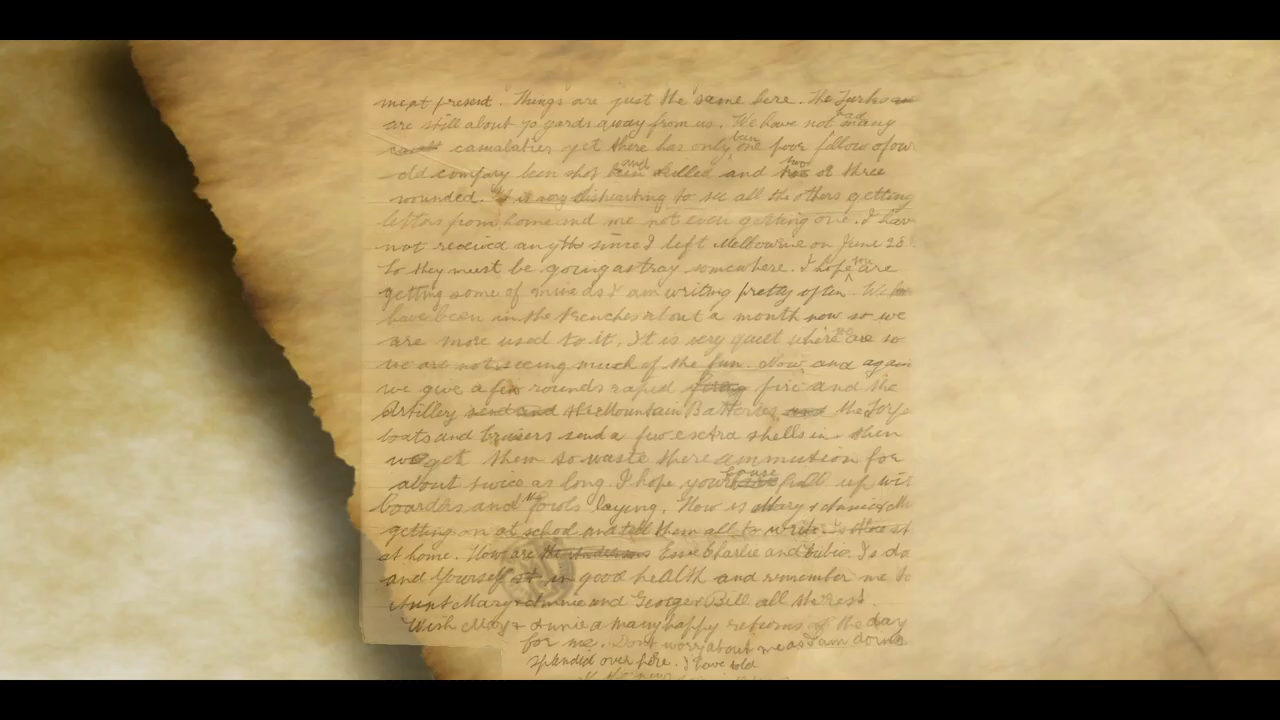 meat present. Things are just the same here. The Turks
are still about 70 yards away from us. We have not had many
casualaties yet there has only been one poor fellow of our
old company been shot and killed and two or three
wounded. It is very disheartning to see all the others getting
letters from home and me not even getting one. I have
not received any since I left Melbourne on June 28
so they must be going astray somewhere. I hope you are
getting some of mine as I am writing pretty often. We
have been in the trenches about a month now so we
are more used to it. It is very quiet where we are so
we are not seeing much of the fun. Now and again
we give a few rounds rapid fire and the
Artillery send and the Mountain Batteries and the Torpe
boats and Cruisers send a few extra shells in then
we get them so waste there ammution for
about twice as long. I hope your house full up wit
boarders and the fowls laying. How is Mary & Annie
getting on at school and tell them all to write
at home. How are Essie Charlie and Is da
and Yourself in good health and remember me to
Aunt Mary & Annie and George & Bell all the rest.
Wish May & Annie a many happy returns of the day
for me. Dont worry about me as I am doing
splendid over here. I have told